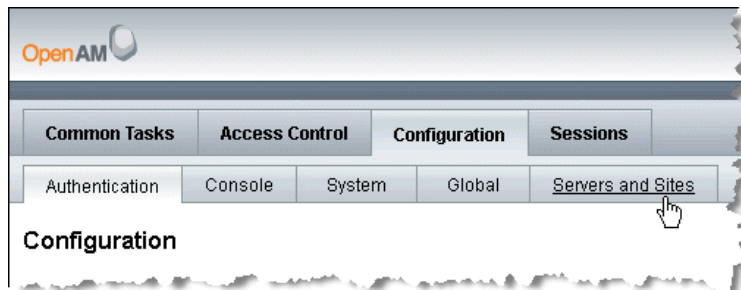 OpenAM
Common Tasks Access Control Configuration Sessions
Authentication Console System Global Servers and Sites
Configuration